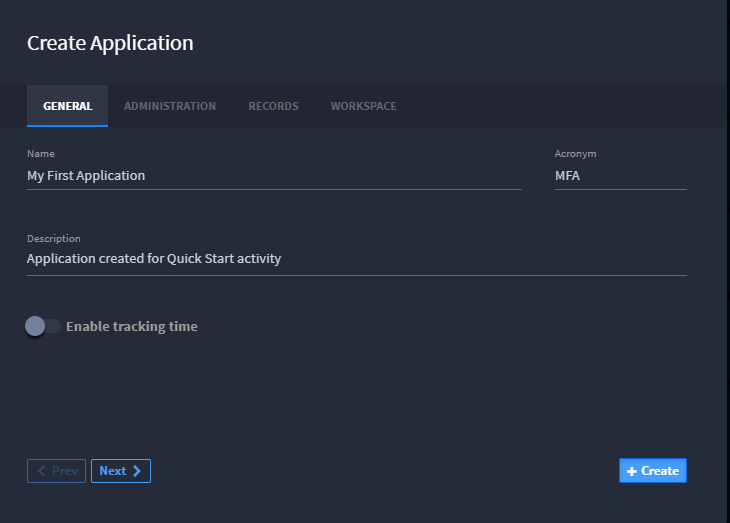 Create Application
GENERAL ADMINISTRATION RECORDS WORKSPACE
Name Acronym
My First Application MFA
Description
Application created for Quick Start activity
Enable tracking time
Prev Next + Create